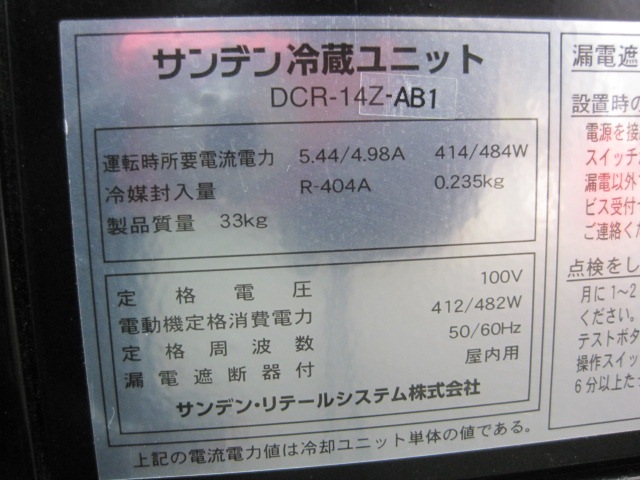 サンデン冷蔵ユニット
DCR-14Z-AB1
運転時所要電流電力 5.44/4.98A 414/484W
冷媒封入量 R-404A 0.235kg
製品質量 33kg
定格電圧 100V
電動機定格消費電力 412/482W
定格周波数 50/60Hz
漏電遮断器付 屋内用
サンデン・リテールシステム株式会社
上記の電流電力値は冷却ユニット単体の値である。
漏電遮
設置時の
電源を接
スイッチ
漏電以外
ビス受付
ご連絡くだ
点検をし
月に1~2
ください。
テストボタ
操作スイッ
6分以上た